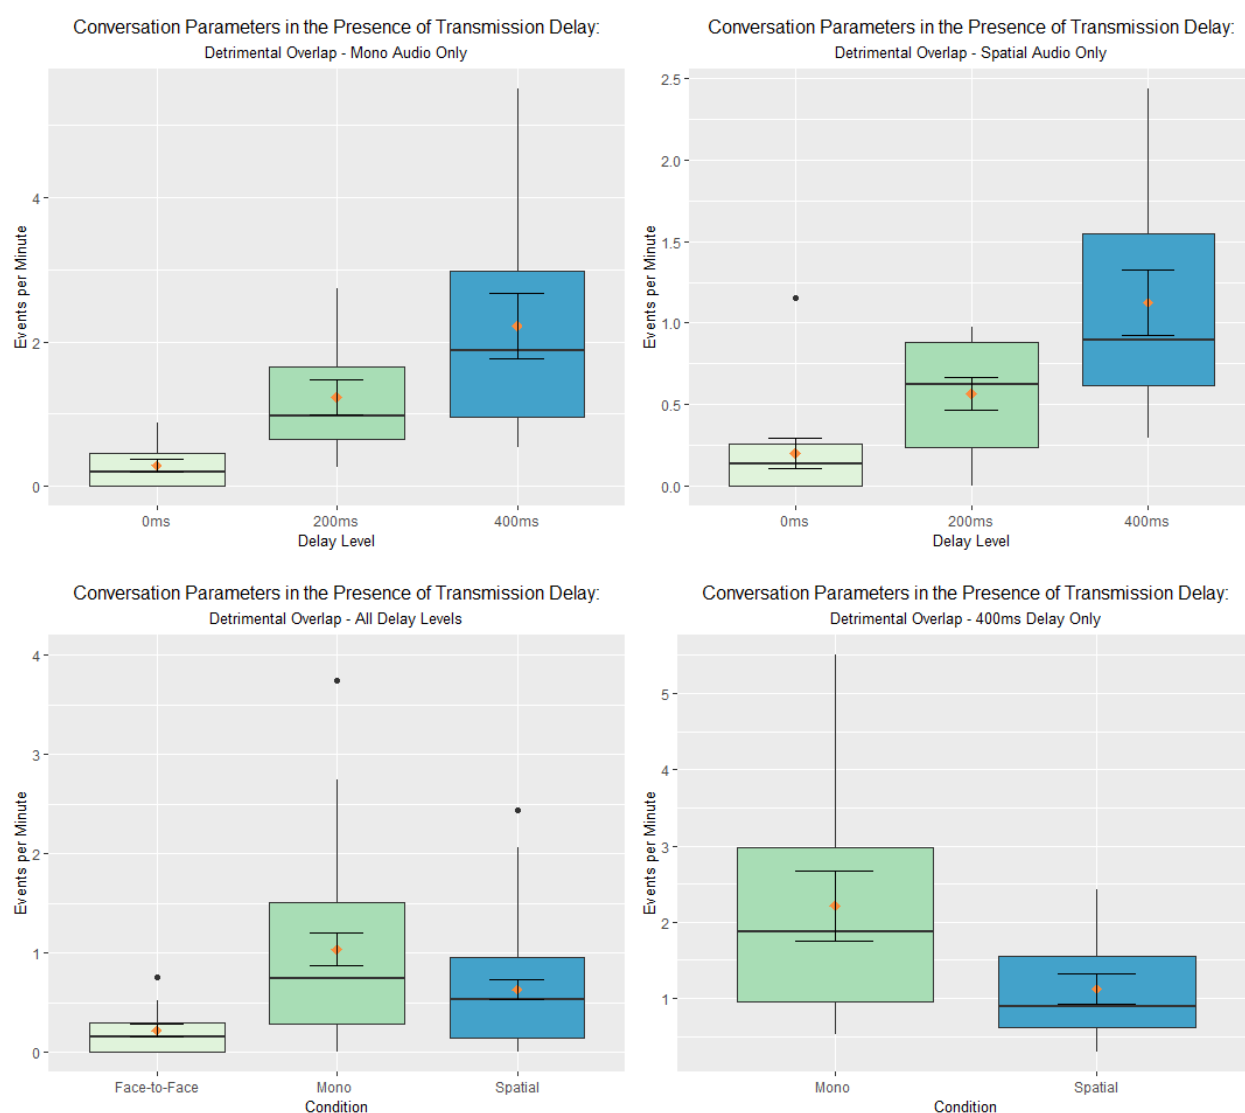 Conversation Parameters in the Presence of Transmission Delay:
Detrimental Overlap - Mono Audio Only
Events per Minute
4
2
0
0ms
200ms
400ms
Delay Level
Conversation Parameters in the Presence of Transmission Delay:
Detrimental Overlap - Spatial Audio Only
Events per Minute
2.5
2.0
1.5
1.0
0.5
0.0
0ms
200ms
400ms
Delay Level
Conversation Parameters in the Presence of Transmission Delay:
Detrimental Overlap - All Delay Levels
Events per Minute
4
3
2
1
0
Face-to-Face
Mono
Spatial
Condition
Conversation Parameters in the Presence of Transmission Delay:
Detrimental Overlap - 400ms Delay Only
Events per Minute
5
4
3
2
1
Mono
Spatial
Condition